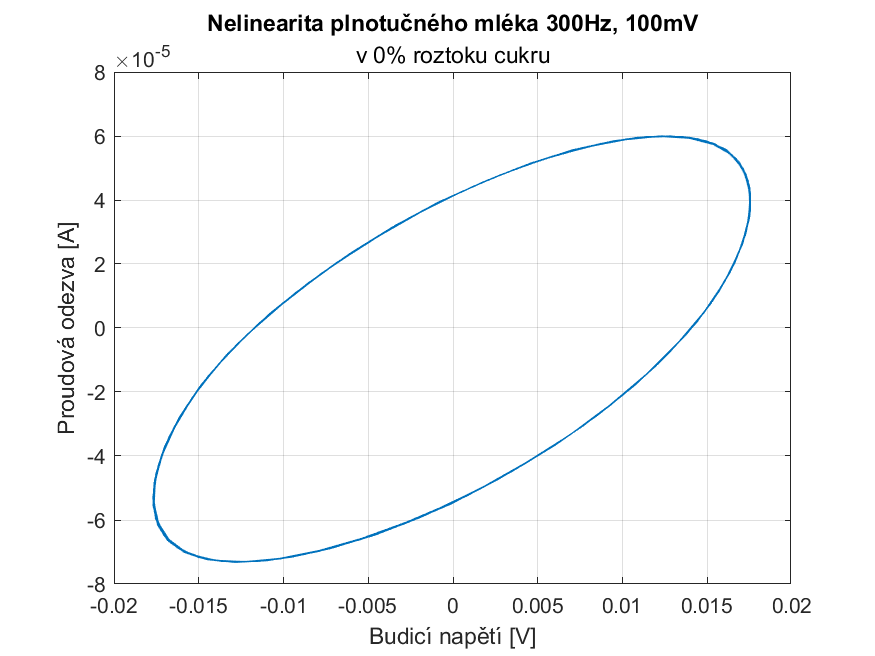 Nelinearita plnotučného mléka 300Hz, 100mV
v 0% roztoku cukru
×10⁻⁵
8
6
4
2
0
-2
-4
-6
-8
Proudová odezva [A]
-0.02 -0.015 -0.01 -0.005 0 0.005 0.01 0.015 0.02
Budicí napětí [V]